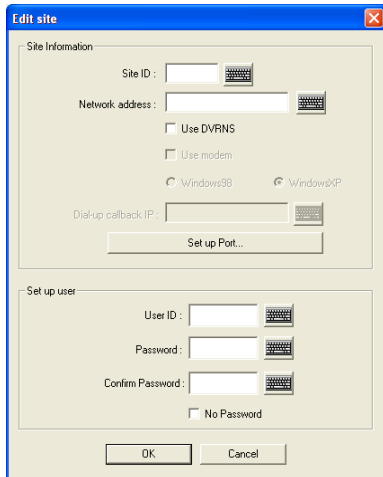 Edit site
Site Information
Site ID :
Network address :
Use DVRNS
Use modem
Windows98 WindowsXP
Dial-up callback IP :
Set up Port...
Set up user
User ID :
Password :
Confirm Password :
No Password
OK Cancel